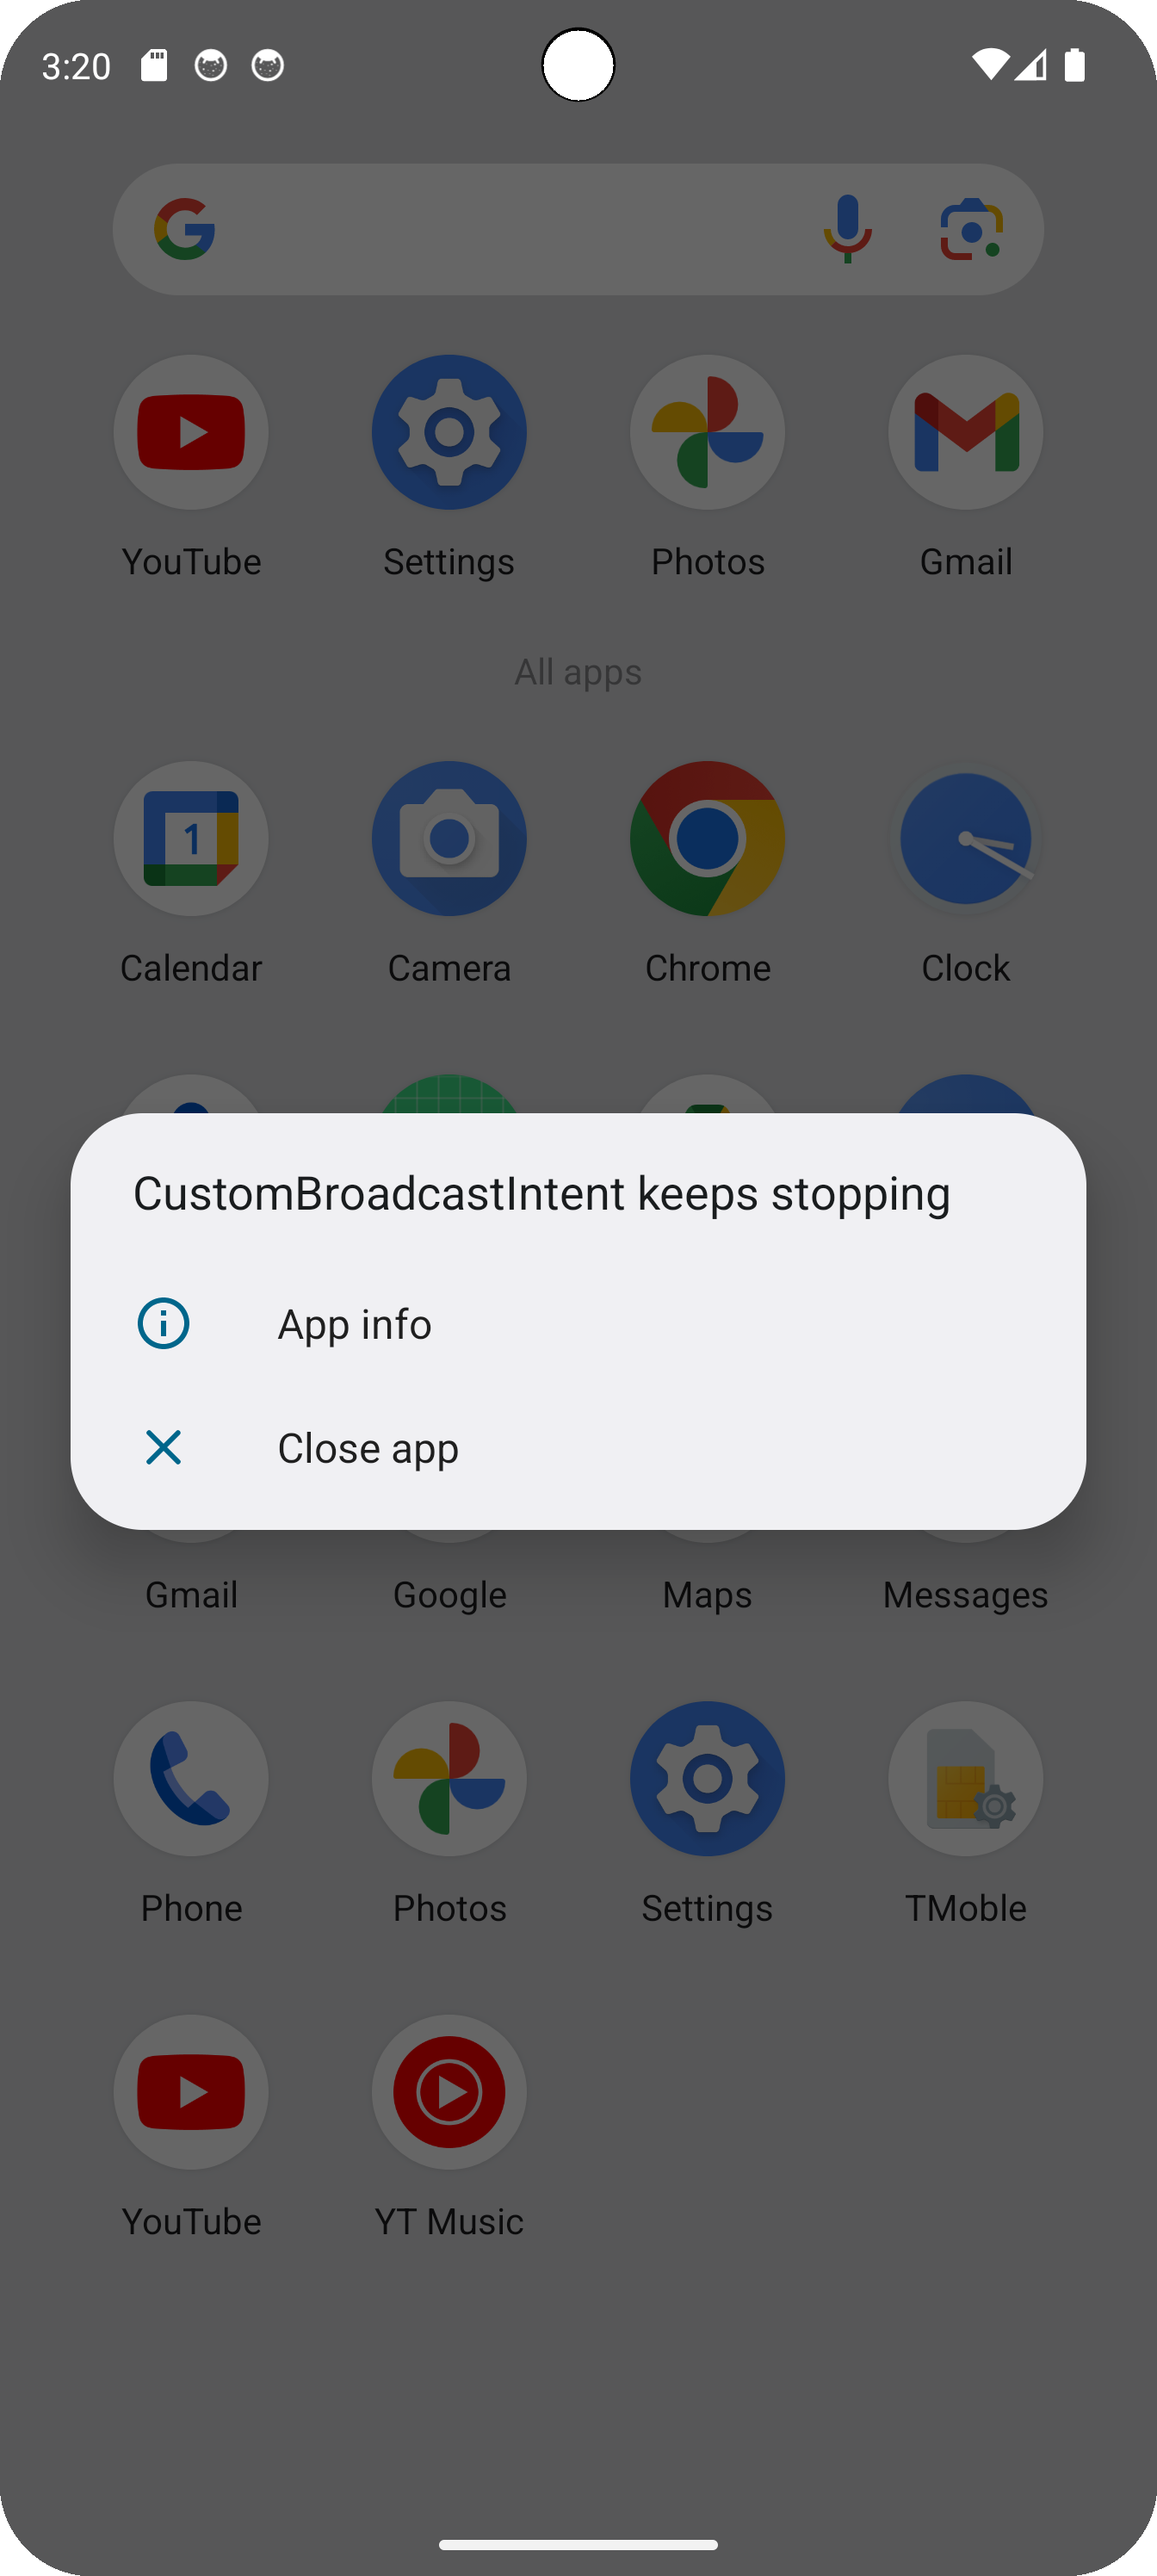 3:20
YouTube Settings Photos Gmail
All apps
1
Calendar Camera Chrome Clock
CustomBroadcastIntent keeps stopping
App info
Close app
Gmail Google Maps Messages
Phone Photos Settings TMoble
YouTube YT Music